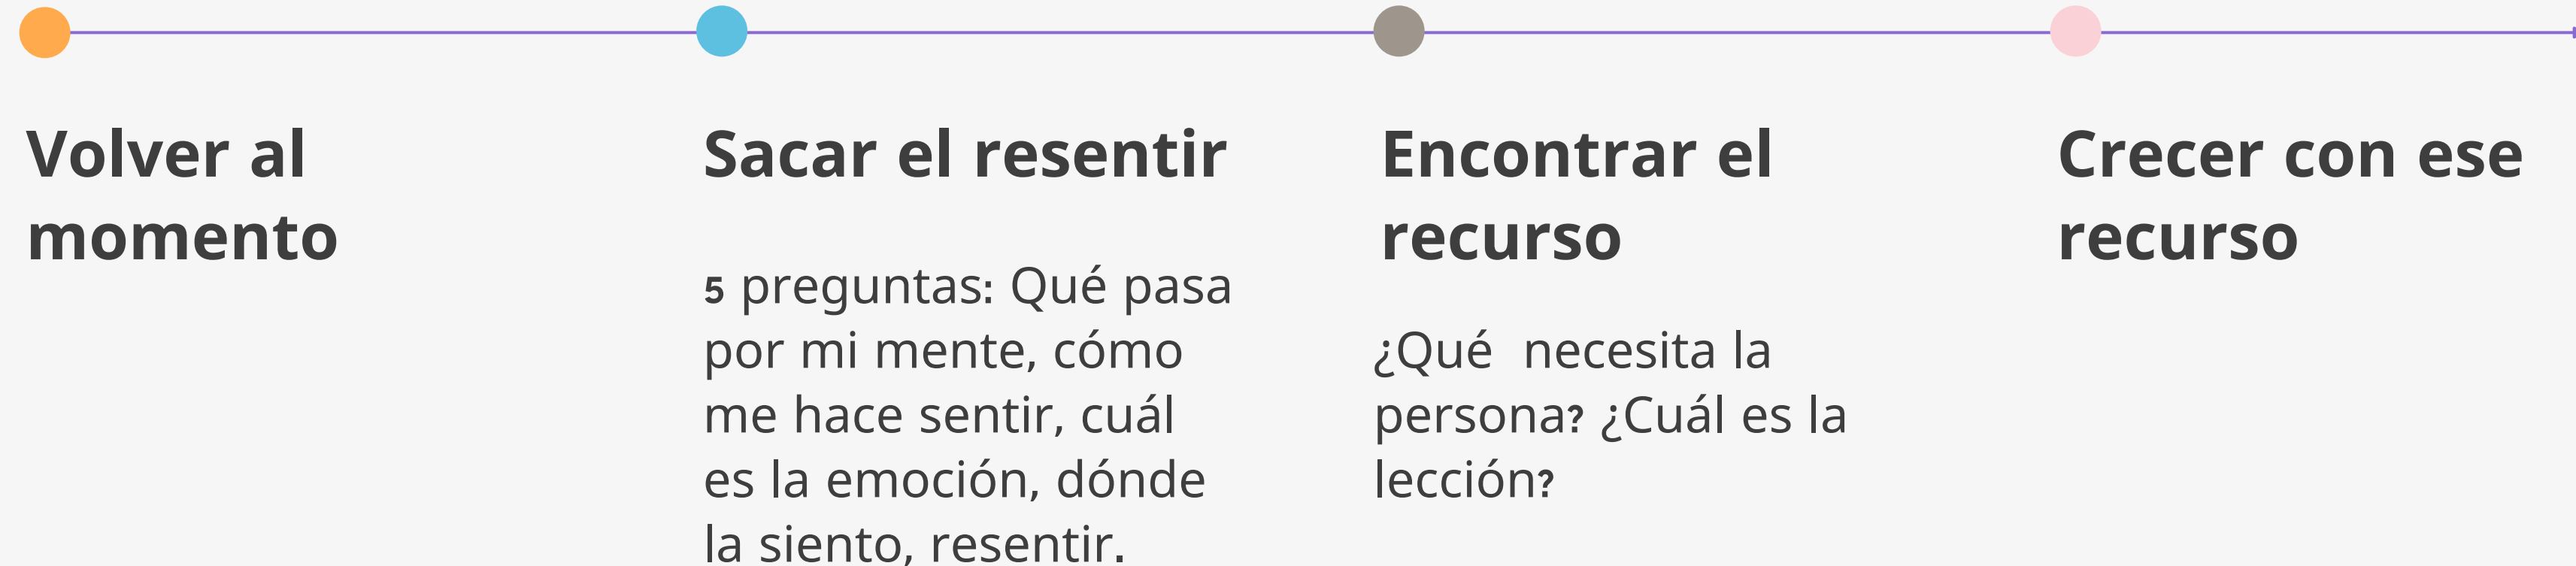 Volver al
momento
Sacar el resentir
5 preguntas: Qué pasa
por mi mente, cómo
me hace sentir, cuál
es la emoción, dónde
la siento, resentir.
Encontrar el
recurso
¿Qué  necesita la
persona? ¿Cuál es la
lección?
Crecer con ese
recurso